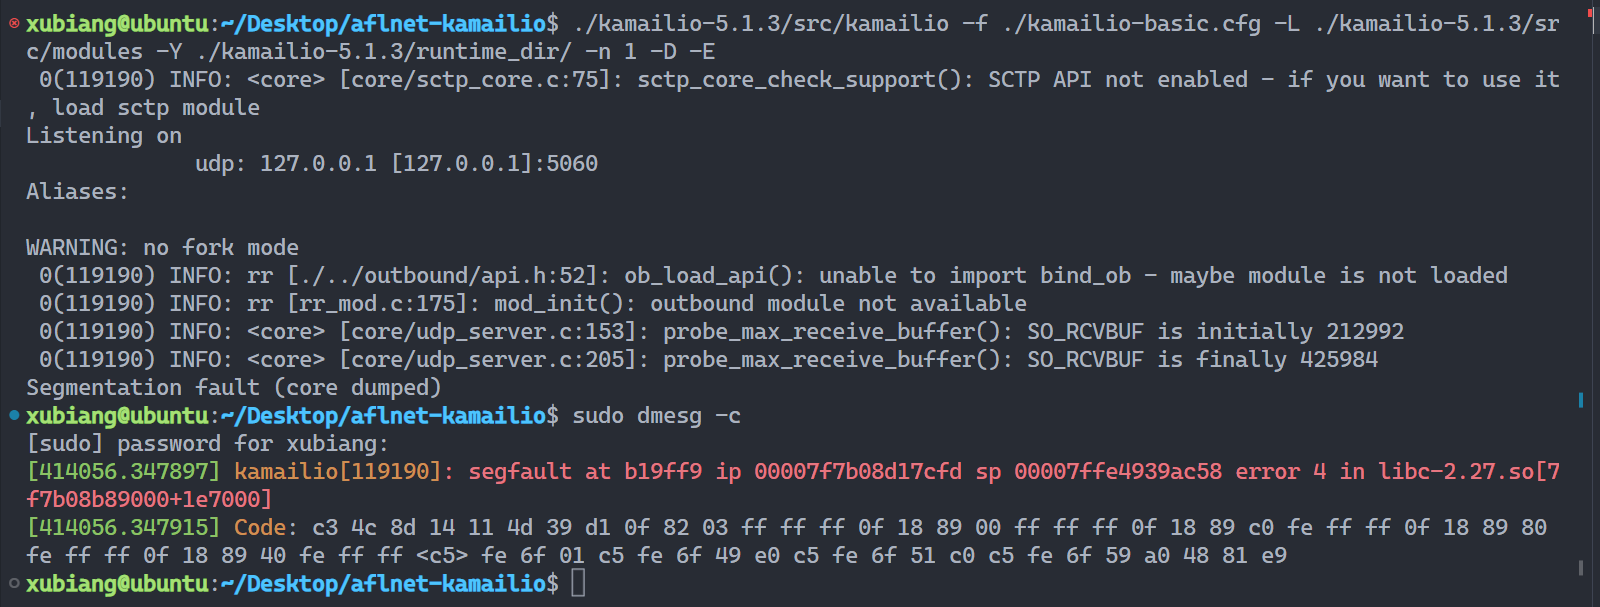 xubiang@ubuntu:~/Desktop/aflnet-kamailio$ ./kamailio-5.1.3/src/kamailio -f ./kamailio-basic.cfg -L ./kamailio-5.1.3/sr
c/modules -Y ./kamailio-5.1.3/runtime_dir/ -n 1 -D -E
 0(119190) INFO: <core> [core/sctp_core.c:75]: sctp_core_check_support(): SCTP API not enabled - if you want to use it
, load sctp module
Listening on
             udp: 127.0.0.1 [127.0.0.1]:5060
Aliases:

WARNING: no fork mode
 0(119190) INFO: rr [./../outbound/api.h:52]: ob_load_api(): unable to import bind_ob - maybe module is not loaded
 0(119190) INFO: rr [rr_mod.c:175]: mod_init(): outbound module not available
 0(119190) INFO: <core> [core/udp_server.c:153]: probe_max_receive_buffer(): SO_RCVBUF is initially 212992
 0(119190) INFO: <core> [core/udp_server.c:205]: probe_max_receive_buffer(): SO_RCVBUF is finally 425984
Segmentation fault (core dumped)
xubiang@ubuntu:~/Desktop/aflnet-kamailio$ sudo dmesg -c
[sudo] password for xubiang:
[414056.347897] kamailio[119190]: segfault at b19ff9 ip 00007f7b08d17cfd sp 00007ffe4939ac58 error 4 in libc-2.27.so[7
f7b08b89000+1e7000]
[414056.347915] Code: c3 4c 8d 14 11 4d 39 d1 0f 82 03 ff ff ff 0f 18 89 00 ff ff ff 0f 18 89 c0 fe ff ff 0f 18 89 80
fe ff ff 0f 18 89 40 fe ff ff <c5> fe 6f 01 c5 fe 6f 49 e0 c5 fe 6f 51 c0 c5 fe 6f 59 a0 48 81 e9
xubiang@ubuntu:~/Desktop/aflnet-kamailio$